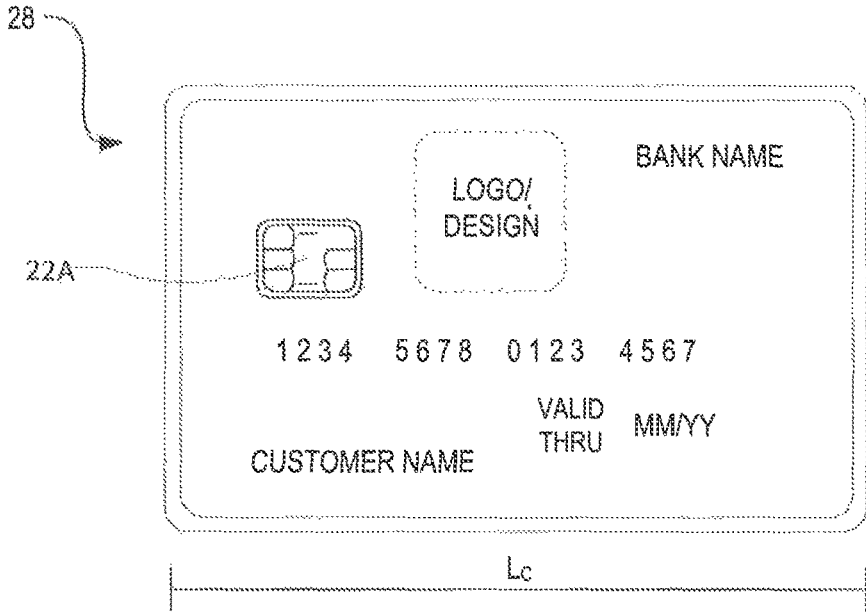 28
BANK NAME
LOGO/
DESIGN
22A
1234 5678 0123 4567
VALID
THRU
MM/YY
CUSTOMER NAME
LC